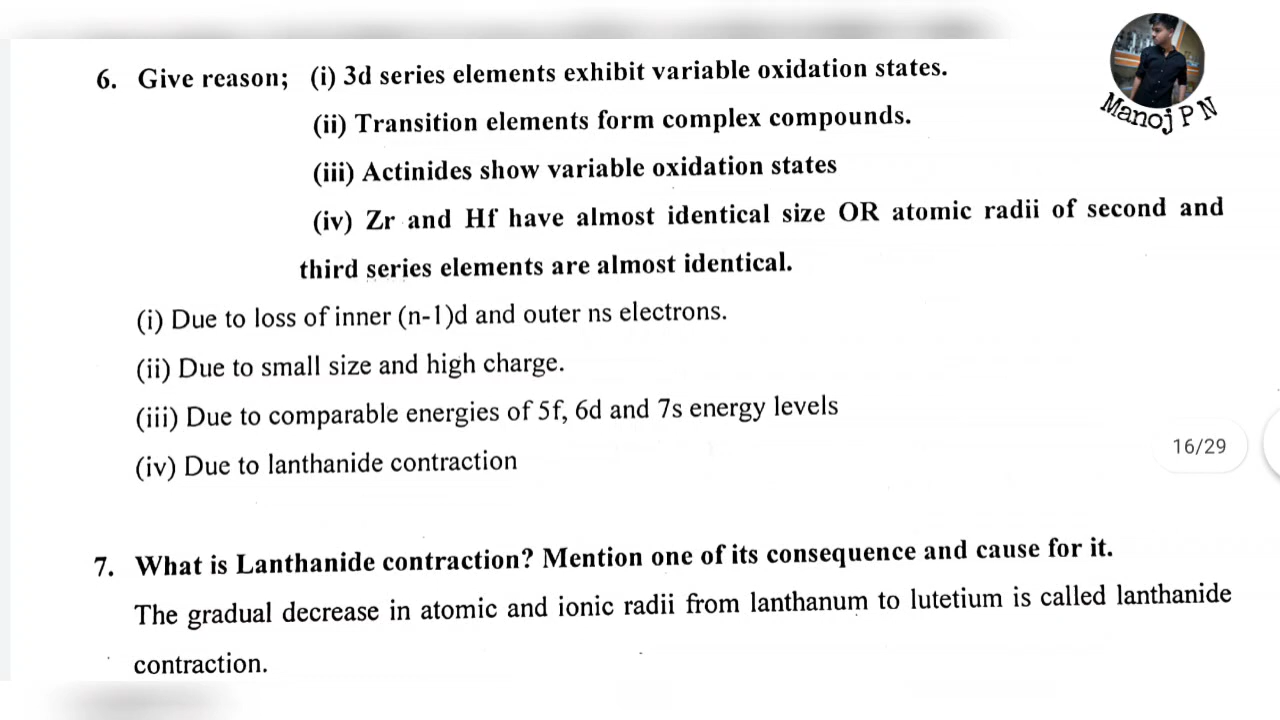 6. Give reason; (i) 3d series elements exhibit variable oxidation states.
Manoj P N
(ii) Transition elements form complex compounds.
(iii) Actinides show variable oxidation states
(iv) Zr and Hf have almost identical size OR atomic radii of second and
third series elements are almost identical.
(i) Due to loss of inner (n-1)d and outer ns electrons.
(ii) Due to small size and high charge.
(iii) Due to comparable energies of 5f, 6d and 7s energy levels
(iv) Due to lanthanide contraction
16/29
7. What is Lanthanide contraction? Mention one of its consequence and cause for it.
The gradual decrease in atomic and ionic radii from lanthanum to lutetium is called lanthanide
contraction.